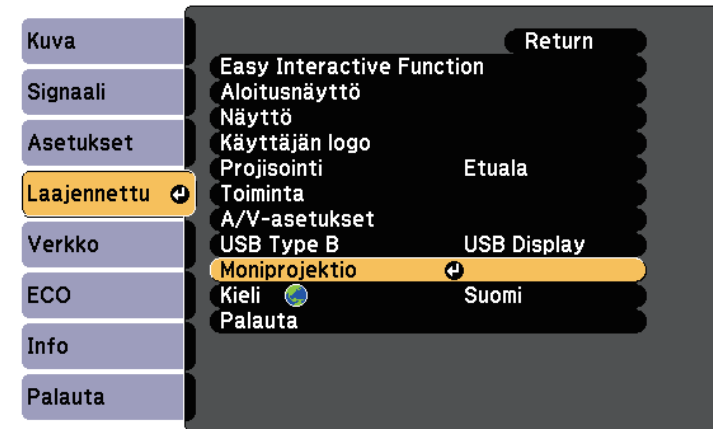 Kuva
Signaali
Asetukset
Laajennettu
Verkko
ECO
Info
Palauta
Return
Easy Interactive Function
Aloitusnäyttö
Näyttö
Käyttäjän logo
Projisointi Etuala
Toiminta
A/V-asetukset
USB Type B USB Display
Moniprojektio
Kieli Suomi
Palauta